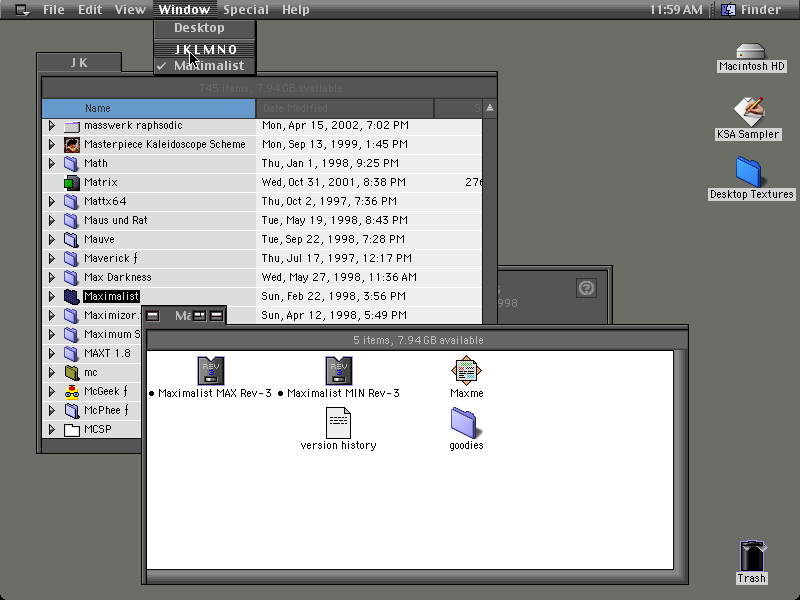 File Edit View Window Special Help 11:59 AM Finder
Desktop
JKLMNO
✓ Maximalist
JK
745 items, 7.94 GB available
Name Date Modified S
masswerk raphsodic Mon, Apr 15, 2002, 7:02 PM
Masterpiece Kaleidoscope Scheme Mon, Sep 13, 1999, 1:45 PM
Math Thu, Jan 1, 1998, 9:25 PM
Matrix Wed, Oct 31, 2001, 8:38 PM 276
Mattx64 Thu, Oct 2, 1997, 7:36 PM
Maus und Rat Tue, May 19, 1998, 8:43 PM
Mauve Tue, Sep 22, 1998, 7:28 PM
Maverick ƒ Thu, Jul 17, 1997, 12:17 PM
Max Darkness Wed, May 27, 1998, 11:36 AM
Maximalist Sun, Feb 22, 1998, 3:56 PM
Maximizor. Sun, Apr 12, 1998, 5:49 PM
Maximum S
MAXT 1.8
mc
McGeek ƒ
McPhee ƒ
MCSP
998
Ma
5 items, 7.94 GB available
REV 3
• Maximalist MAX Rev-3
REV 3
• Maximalist MIN Rev-3
Maxme
version history
goodies
Macintosh HD
KSA Sampler
Desktop Textures
Trash